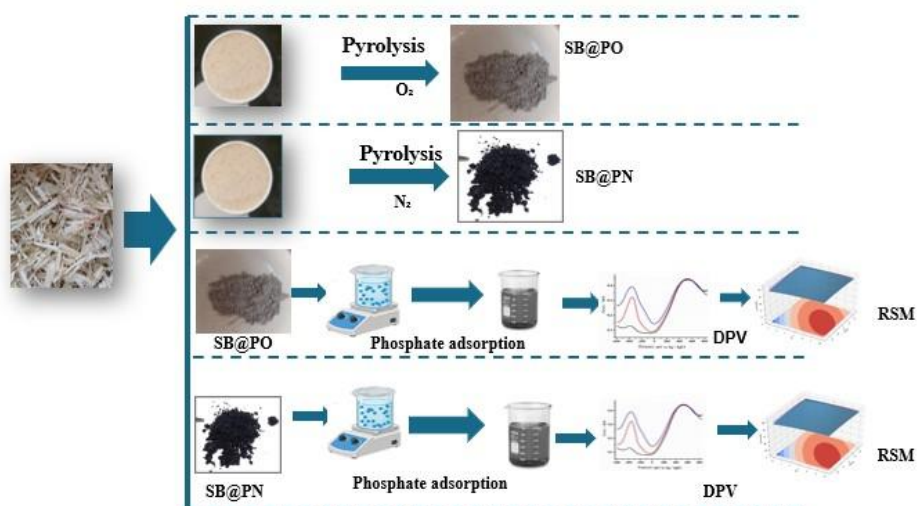 Pyrolysis
O₂
SB@PO
Pyrolysis
N₂
SB@PN
SB@PO
Phosphate adsorption
DPV
RSM
SB@PN
Phosphate adsorption
DPV
RSM